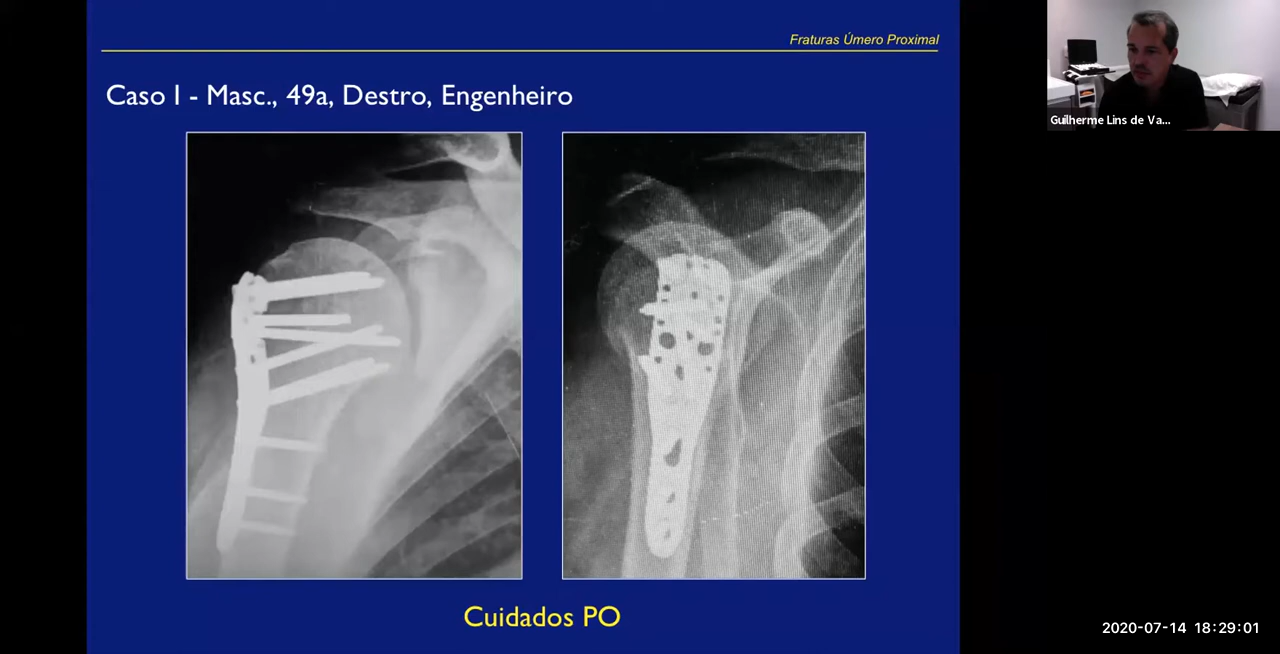 Fraturas Úmero Proximal
Caso I - Masc., 49a, Destro, Engenheiro
Guilherme Lins de Va...
Cuidados PO
2020-07-14 18:29:01